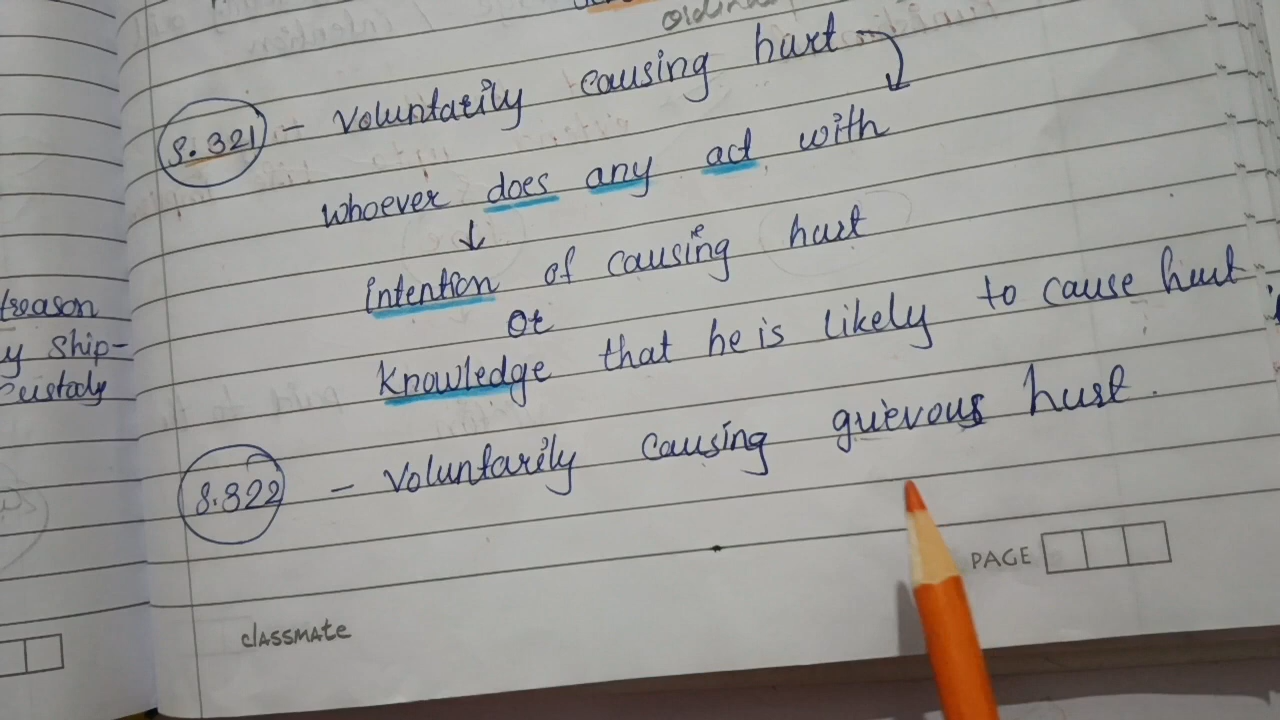 S.321 - Voluntarily causing hurt
whoever does any act with
intention of causing hurt
or
knowledge that he is likely to cause hurt
S.322 - Voluntarily causing grievous hurt.
treason
y ship-
custody
PAGE
classmate